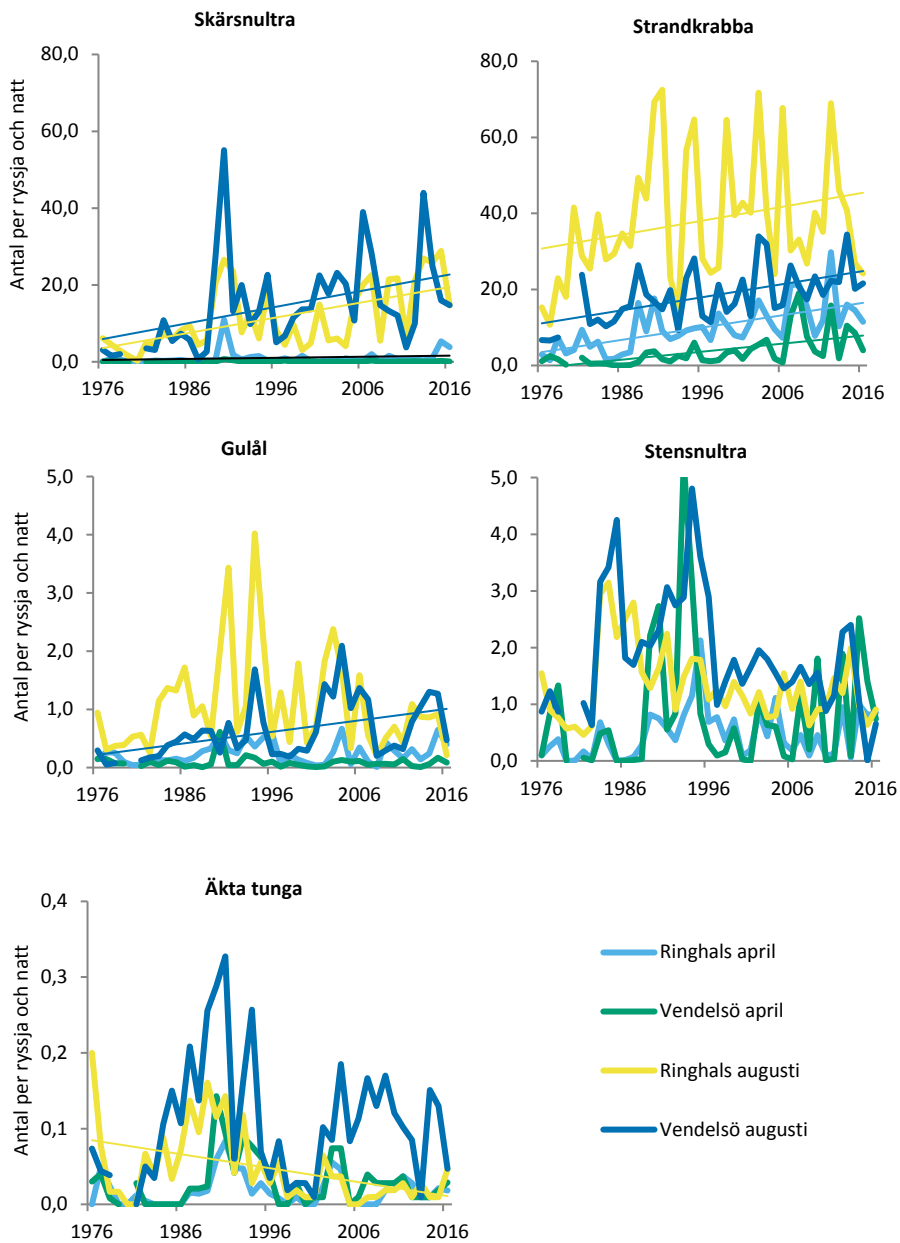 Skärsnultra
Antal per ryssja och natt
80,0
60,0
40,0
20,0
0,0
1976 1986 1996 2006 2016
Strandkrabba
80,0
60,0
40,0
20,0
0,0
1976 1986 1996 2006 2016
Gulål
Antal per ryssja och natt
5,0
4,0
3,0
2,0
1,0
0,0
1976 1986 1996 2006 2016
Stensnultra
5,0
4,0
3,0
2,0
1,0
0,0
1976 1986 1996 2006 2016
Äkta tunga
Antal per ryssja och natt
0,4
0,3
0,2
0,1
0,0
1976 1986 1996 2006 2016
Ringhals april
Vendelsö april
Ringhals augusti
Vendelsö augusti